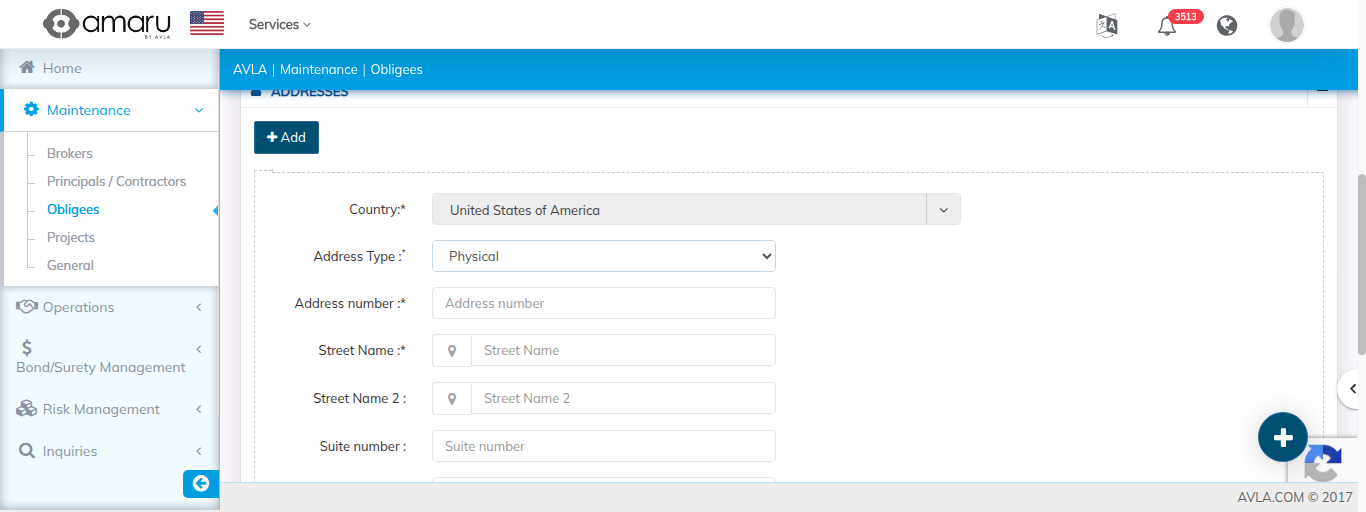 amaru
BY AVLA
Services
3513
Home
AVLA | Maintenance | Obligees
ADDRESSES
Maintenance
Add
Brokers
Principals / Contractors
Obligees
Projects
General
Country:*
United States of America
Address Type :*
Physical
Address number :*
Address number
Street Name :*
Street Name
Street Name 2 :
Street Name 2
Suite number :
Suite number
Operations
$
Bond/Surety Management
Risk Management
Inquiries
AVLA.COM © 2017